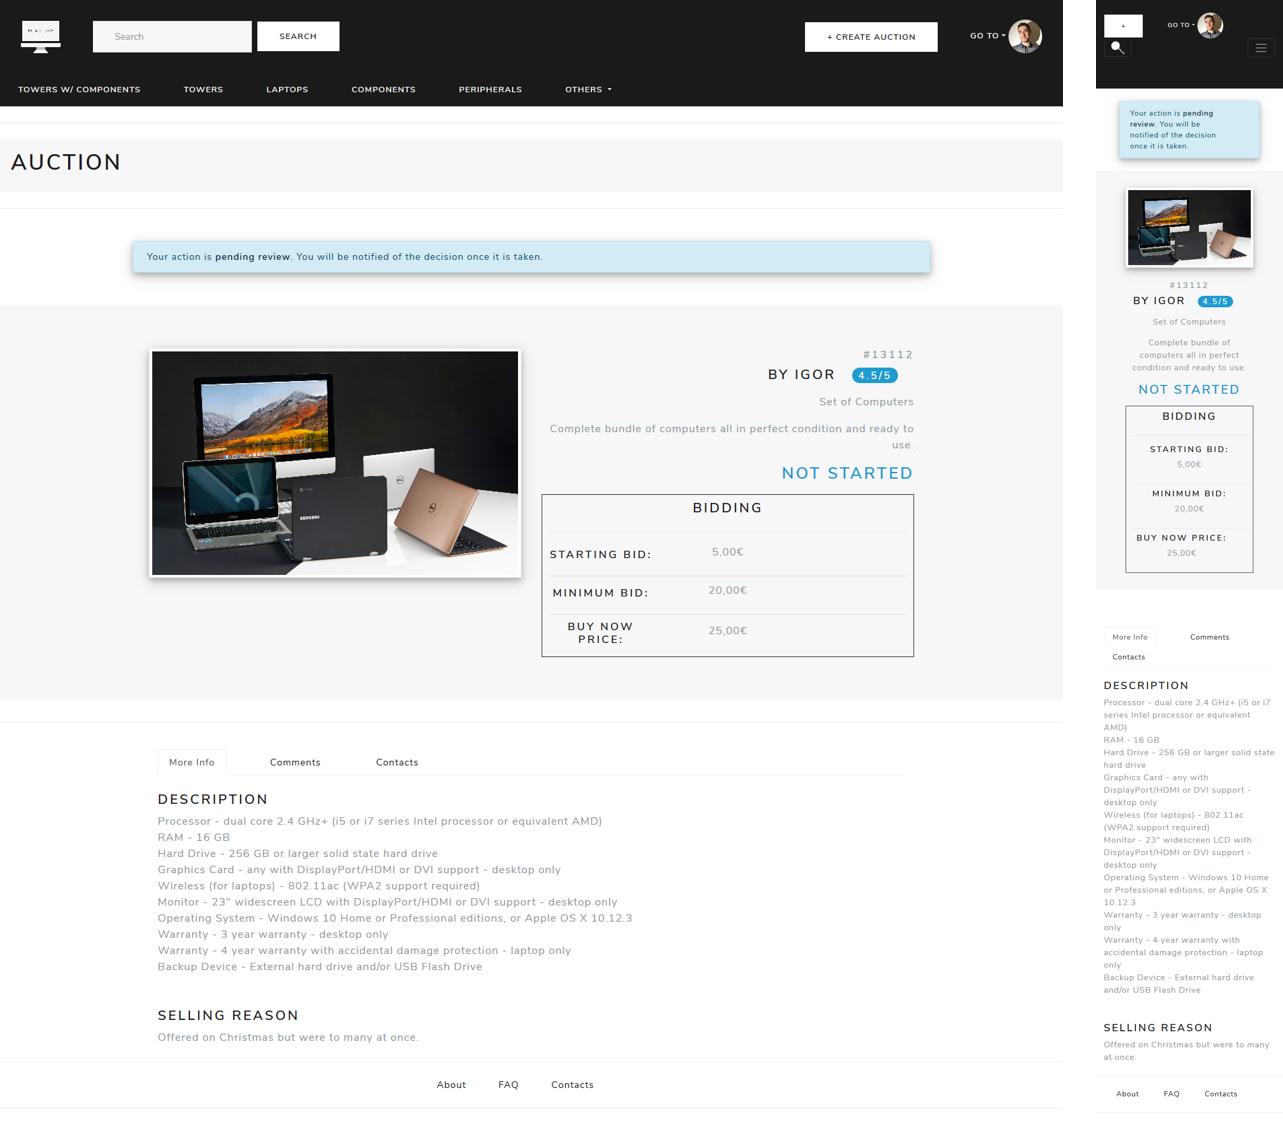 Search
SEARCH
+ CREATE AUCTION
GO TO
TOWERS W/ COMPONENTS
TOWERS
LAPTOPS
COMPONENTS
PERIPHERALS
OTHERS
AUCTION
Your action is pending review. You will be notified of the decision once it is taken.
SAMSUNG
DELL
#13112
BY IGOR 4.5/5
Set of Computers
Complete bundle of computers all in perfect condition and ready to
use.
NOT STARTED
BIDDING
STARTING BID: 5,00€
MINIMUM BID: 20,00€
BUY NOW
PRICE: 25,00€
More Info
Comments
Contacts
DESCRIPTION
Processor - dual core 2.4 GHz+ (i5 or i7 series Intel processor or equivalent AMD)
RAM - 16 GB
Hard Drive - 256 GB or larger solid state hard drive
Graphics Card - any with DisplayPort/HDMI or DVI support - desktop only
Wireless (for laptops) - 802.11ac (WPA2 support required)
Monitor - 23" widescreen LCD with DisplayPort/HDMI or DVI support - desktop only
Operating System - Windows 10 Home or Professional editions, or Apple OS X 10.12.3
Warranty - 3 year warranty - desktop only
Warranty - 4 year warranty with accidental damage protection - laptop only
Backup Device - External hard drive and/or USB Flash Drive
SELLING REASON
Offered on Christmas but were to many at once.
About
FAQ
Contacts
+
GO TO
Your action is pending
review. You will be
notified of the decision
once it is taken.
#13112
BY IGOR 4.5/5
Set of Computers
Complete bundle of
computers all in perfect
condition and ready to use.
NOT STARTED
BIDDING
STARTING BID:
5,00€
MINIMUM BID:
20,00€
BUY NOW PRICE:
25,00€
More Info
Comments
Contacts
DESCRIPTION
Processor - dual core 2.4 GHz+ (i5 or i7
series Intel processor or equivalent
AMD)
RAM - 16 GB
Hard Drive - 256 GB or larger solid state
hard drive
Graphics Card - any with
DisplayPort/HDMI or DVI support -
desktop only
Wireless (for laptops) - 802.11ac
(WPA2 support required)
Monitor - 23" widescreen LCD with
DisplayPort/HDMI or DVI support -
desktop only
Operating System - Windows 10 Home
or Professional editions, or Apple OS X
10.12.3
Warranty - 3 year warranty - desktop
only
Warranty - 4 year warranty with
accidental damage protection - laptop
only
Backup Device - External hard drive
and/or USB Flash Drive
SELLING REASON
Offered on Christmas but were to many
at once.
About
FAQ
Contacts